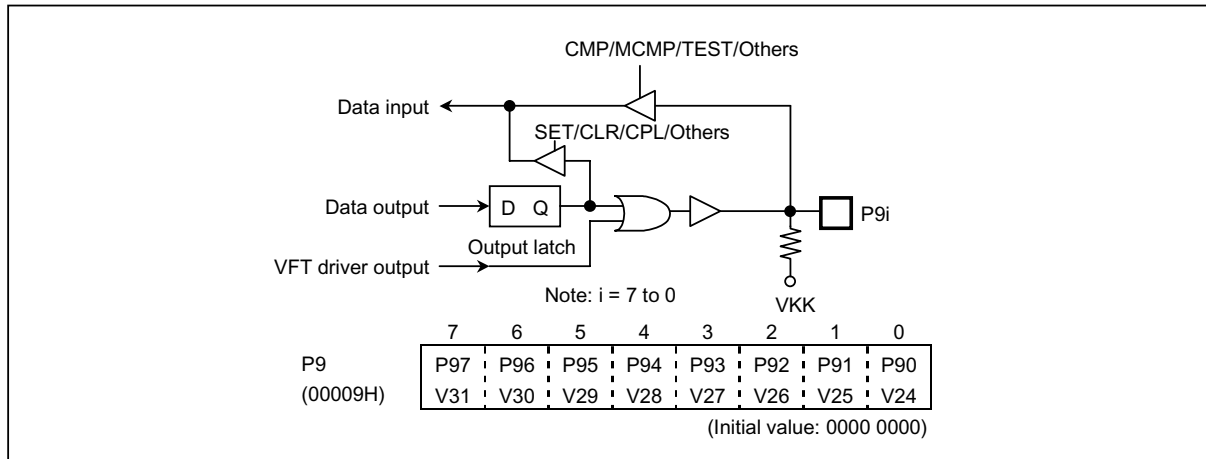 CMP/MCMP/TEST/Others
Data input
SET/CLR/CPL/Others
Data output
D Q
P9i
Output latch
VFT driver output
Note: i = 7 to 0
VKK
7 6 5 4 3 2 1 0
P9 P97 P96 P95 P94 P93 P92 P91 P90
(00009H) V31 V30 V29 V28 V27 V26 V25 V24
(Initial value: 0000 0000)